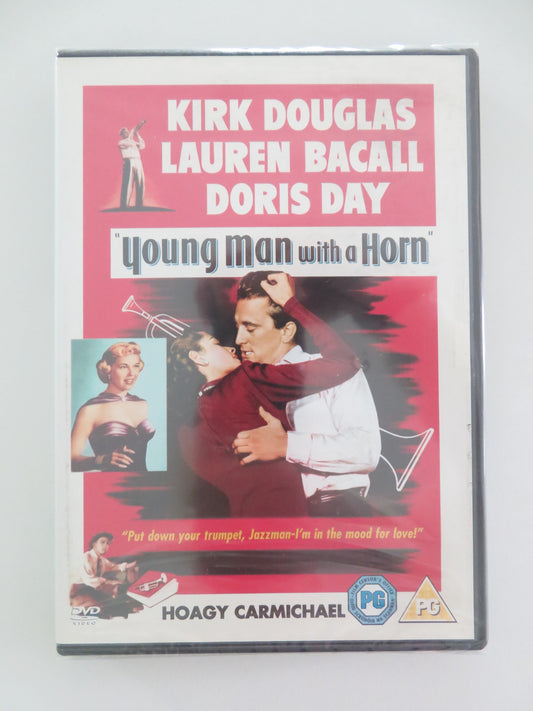 KIRK DOUGLAS
LAUREN BACALL
DORIS DAY
"Young Man with a Horn"
"Put down your trumpet, Jazzman-I'm in the mood for love!"
HOAGY CARMICHAEL
PG
PG
DVD
VIDEO